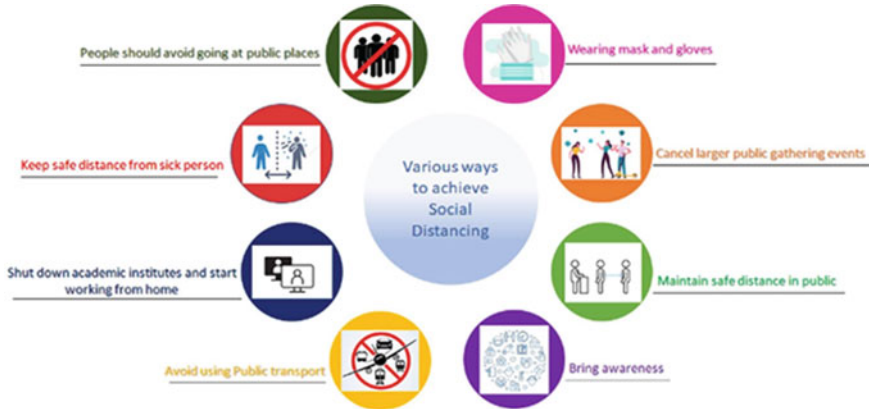 People should avoid going at public places
Wearing mask and gloves
Keep safe distance from sick person
Cancel larger public gathering events
Various ways
to achieve
Social
Distancing
Shut down academic institutes and start
working from home
Maintain safe distance in public
Avoid using Public transport
Bring awareness